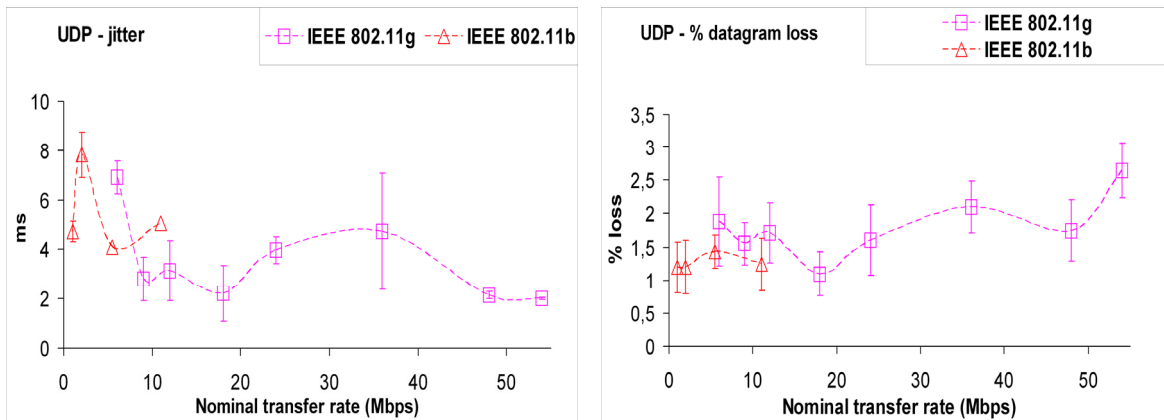 UDP - jitter
IEEE 802.11g IEEE 802.11b
10
8
6
4
2
0
ms
0 10 20 30 40 50
Nominal transfer rate (Mbps)
UDP - % datagram loss
IEEE 802.11g
IEEE 802.11b
3,5
3
2,5
2
1,5
1
0,5
0
% loss
0 10 20 30 40 50
Nominal transfer rate (Mbps)